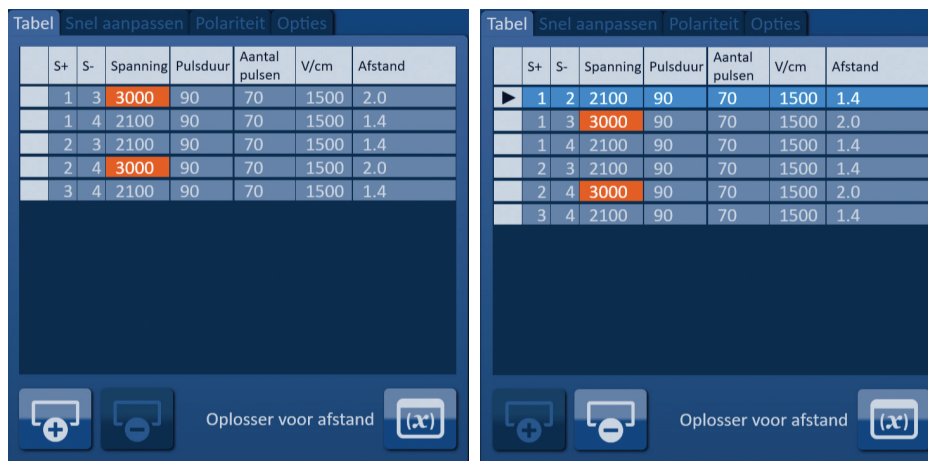 Tabel Snel aanpassen Polariteit Opties
S+ S- Spanning Pulsduur Aantal pulsen V/cm Afstand
1 3 3000 90 70 1500 2.0
1 4 2100 90 70 1500 1.4
2 3 2100 90 70 1500 1.4
2 4 3000 90 70 1500 2.0
3 4 2100 90 70 1500 1.4
Oplosser voor afstand (x)
Tabel Snel aanpassen Polariteit Opties
S+ S- Spanning Pulsduur Aantal pulsen V/cm Afstand
1 2 2100 90 70 1500 1.4
1 3 3000 90 70 1500 2.0
1 4 2100 90 70 1500 1.4
2 3 2100 90 70 1500 1.4
2 4 3000 90 70 1500 2.0
3 4 2100 90 70 1500 1.4
Oplosser voor afstand (x)